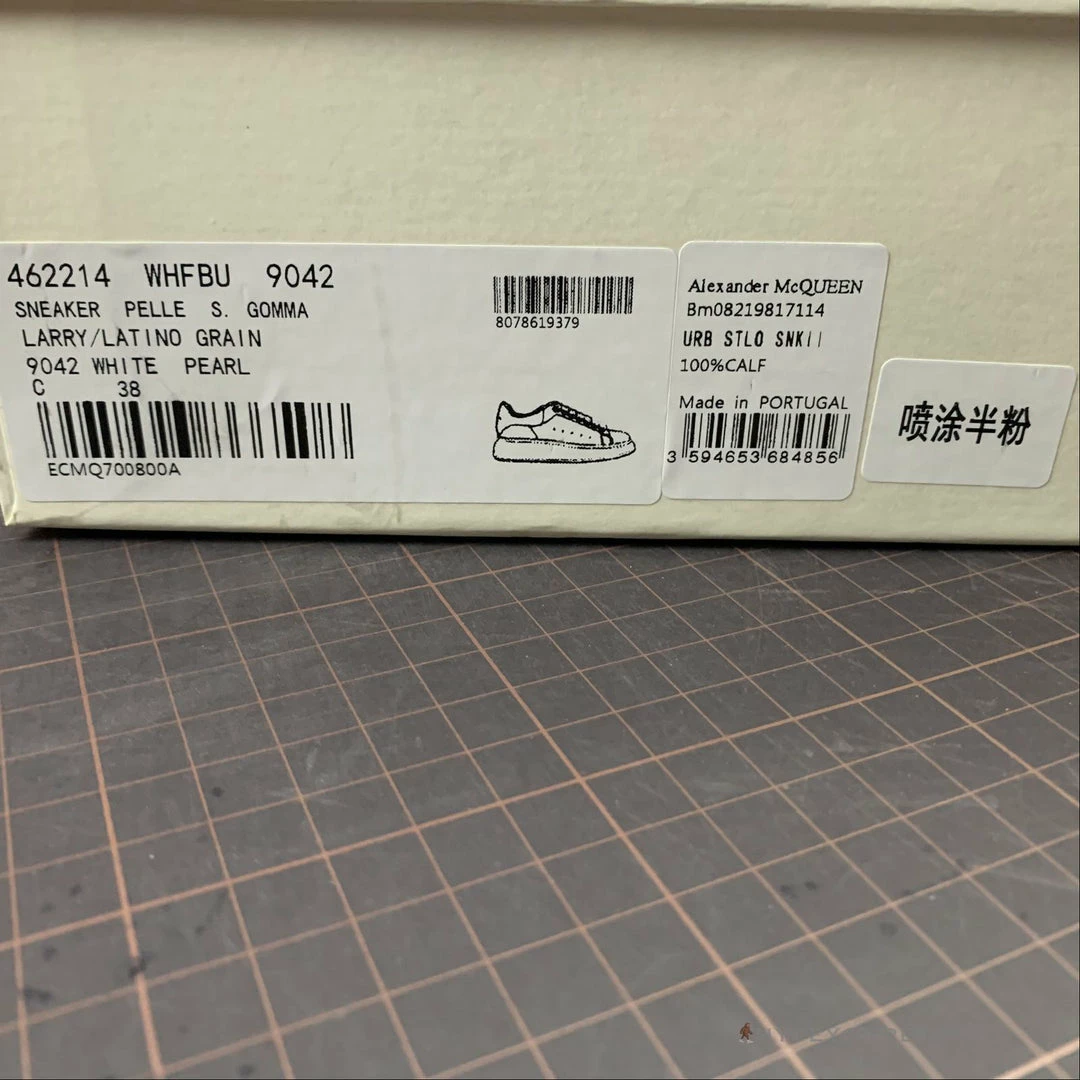 462214 WHFBU 9042
SNEAKER PELLE S. GOMMA
LARRY/LATINO GRAIN
9042 WHITE PEARL
C 38
ECMQ700800A
8078619379
Alexander McQUEEN
Bm08219817114
URB STLO SNKII
100%CALF
Made in PORTUGAL
3 594653 684856
喷涂半粉